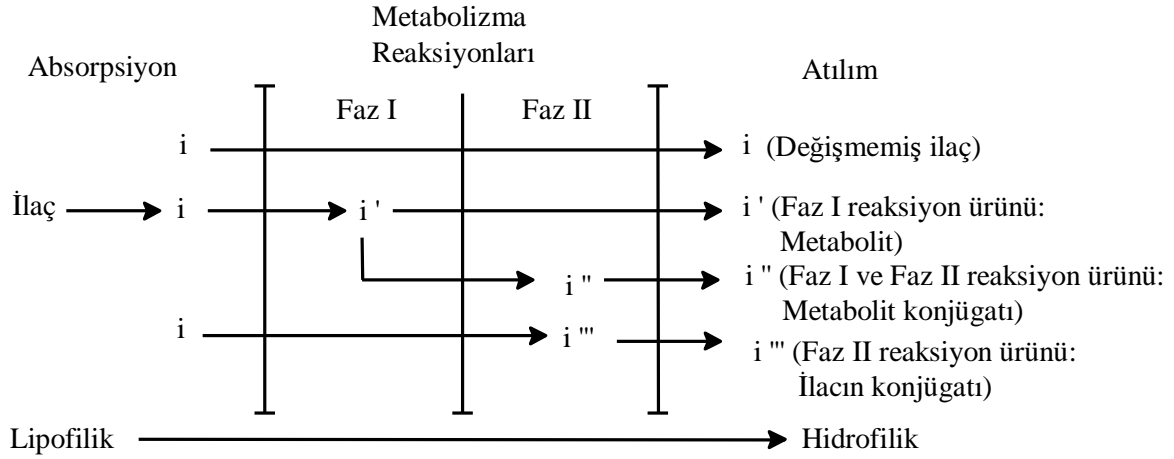 Metabolizma
Reaksiyonları
Absorpsiyon
Atılım
Faz I
Faz II
i
i (Değişmemiş ilaç)
İlaç
i
i '
i ' (Faz I reaksiyon ürünü:
Metabolit)
i "
i " (Faz I ve Faz II reaksiyon ürünü:
Metabolit konjügatı)
i
i '''
i ''' (Faz II reaksiyon ürünü:
İlacın konjügatı)
Lipofilik
Hidrofilik